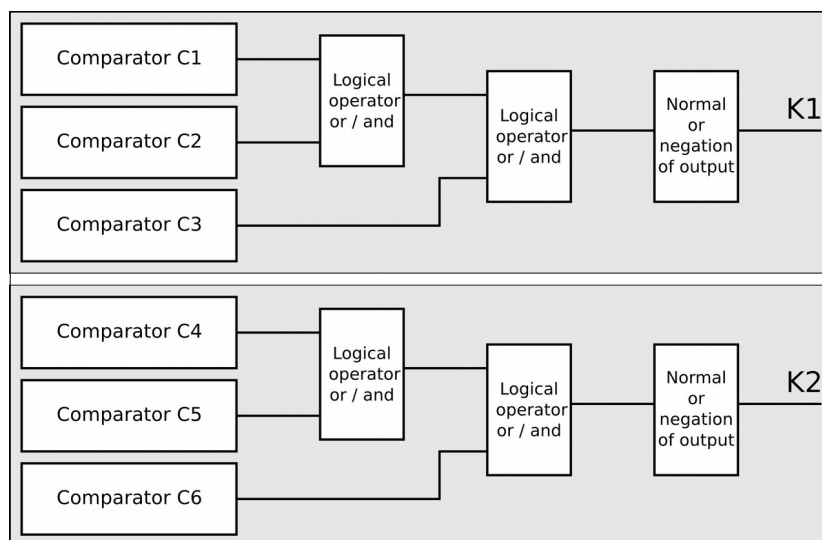 Comparator C1
Comparator C2
Comparator C3
Logical
operator
or / and
Logical
operator
or / and
Normal
or
negation
of output
K1
Comparator C4
Comparator C5
Comparator C6
Logical
operator
or / and
Logical
operator
or / and
Normal
or
negation
of output
K2